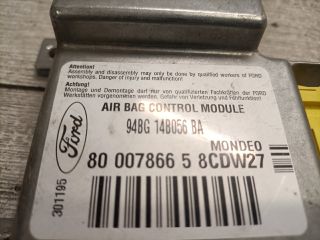 Attention!
Assembly and disassembly may only be done by qualified workers of FORD
workshops. Danger of injury and malfunction!
Achtung!
Montage und Demontage darf nur von qualifizierten Fachkräften der FORD
Werkstätten vorgenommen werden. Gefahr von Verletzung und Funktionsunfähigkeit!
AIR BAG CONTROL MODULE
94BG 14B056 BA
MONDEO
80 007866 5 8CDW27
Ford
301195